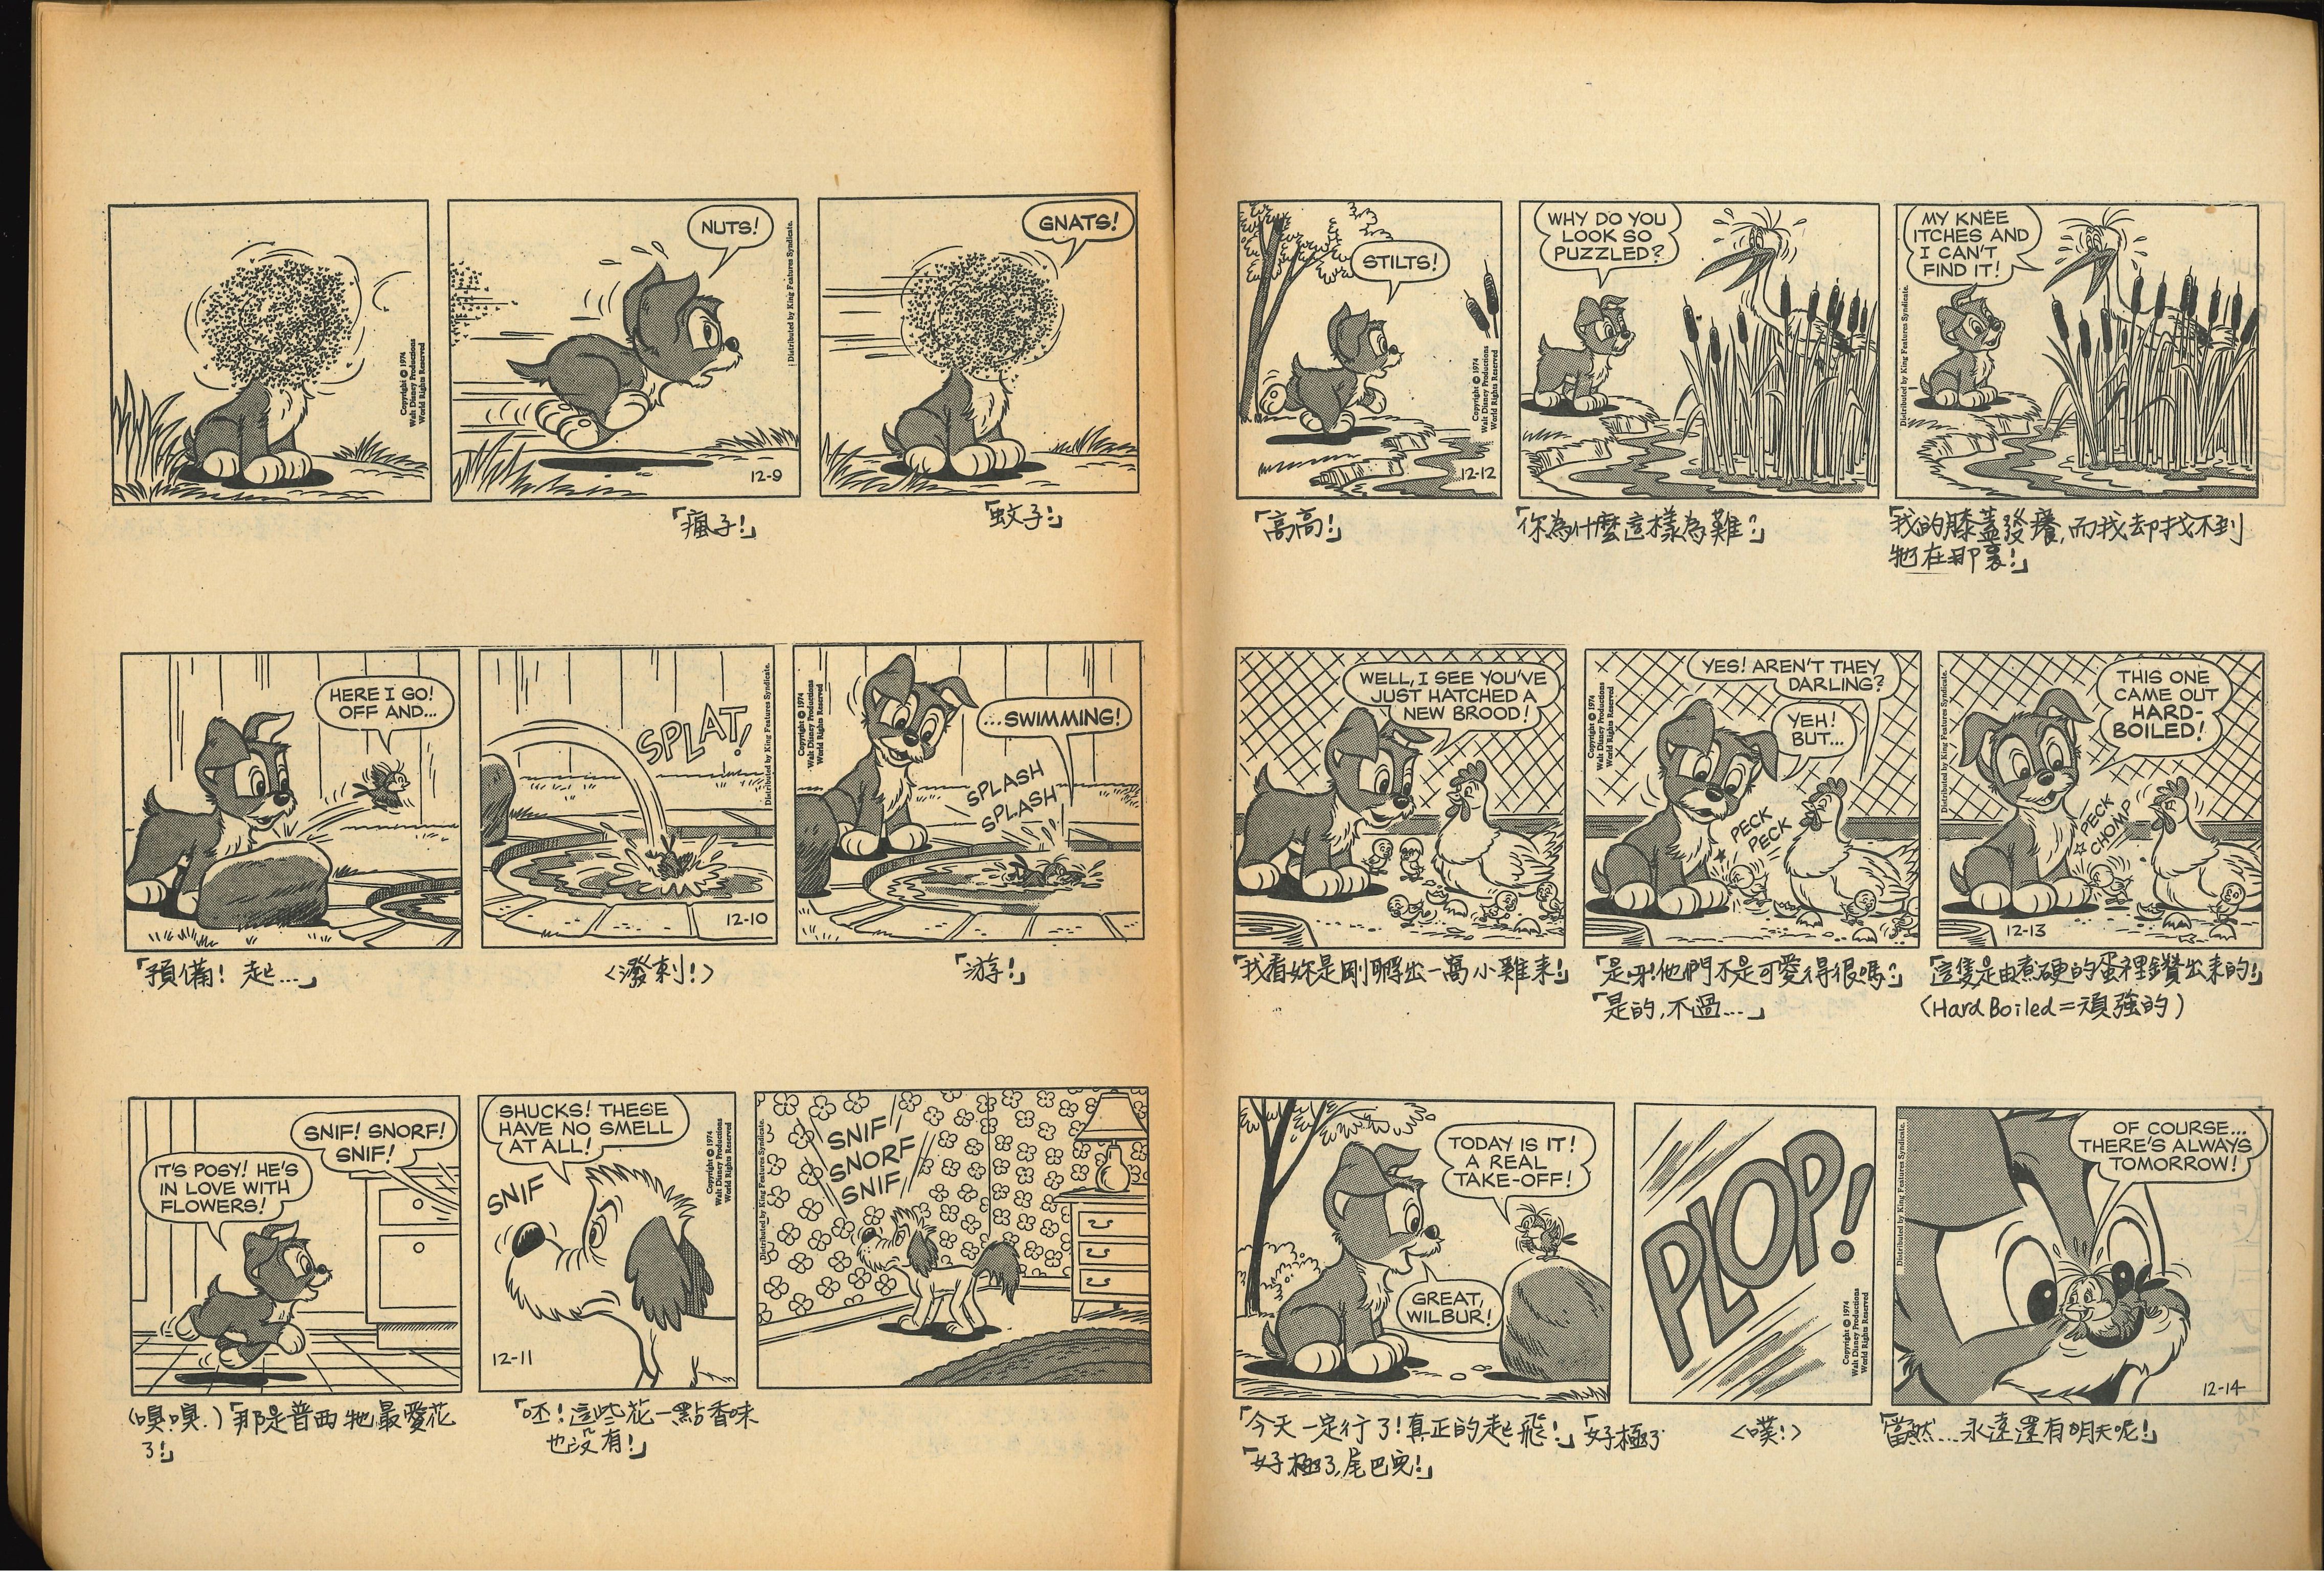 Copyright © 1974
Walt Disney Productions
World Rights Reserved
NUTS!
Distributed by King Features Syndicate.
12-9
GNATS!
「瘋子!」
「蚊子!」
HERE I GO!
OFF AND...
SPLAT!
Distributed by King Features Syndicate.
12-10
Copyright © 1974
Walt Disney Productions
World Rights Reserved
...SWIMMING!
SPLASH
SPLASH
「預備! 起...」
〈潑刺!〉
「游!」
SNIF! SNORF!
SNIF!
IT'S POSY! HE'S
IN LOVE WITH
FLOWERS!
SHUCKS! THESE
HAVE NO SMELL
AT ALL!
SNIF
Copyright © 1974
Walt Disney Productions
World Rights Reserved
12-11
Distributed by King Features Syndicate.
SNIF
SNORF
SNIF
(嗅!嗅.)「那是普西牠最愛花
了!」
「呸!這些花一點香味
也沒有!」
STILTS!
Copyright © 1974
Walt Disney Productions
World Rights Reserved
12-12
WHY DO YOU
LOOK SO
PUZZLED?
MY KNEE
ITCHES AND
I CAN'T
FIND IT!
Distributed by King Features Syndicate.
「高高!」
「你為什麼這樣為難?」
「我的膝蓋發癢,而我却找不到
牠在那裏!」
WELL, I SEE YOU'VE
JUST HATCHED A
NEW BROOD!
Copyright © 1974
Walt Disney Productions
World Rights Reserved
YES! AREN'T THEY
DARLING?
YEH!
BUT...
PECK
PECK
Distributed by King Features Syndicate.
THIS ONE
CAME OUT
HARD-
BOILED!
PECK
CHOMP
12-13
「我看妳是剛孵出一窩小雞來!」
「是呀!他們不是可愛得很嗎?」
「是的,不過...」
「這隻是由煮硬的蛋裡鑽出来的!」
(Hard Boiled=頑強的)
TODAY IS IT!
A REAL
TAKE-OFF!
GREAT,
WILBUR!
PLOP!
Copyright © 1974
Walt Disney Productions
World Rights Reserved
Distributed by King Features Syndicate.
OF COURSE...
THERE'S ALWAYS
TOMORROW!
12-14
「今天一定行了!真正的起飛!」「好極了
「好極了,尾巴兒!」
〈噗!〉
「當然...永遠還有明天呢!」